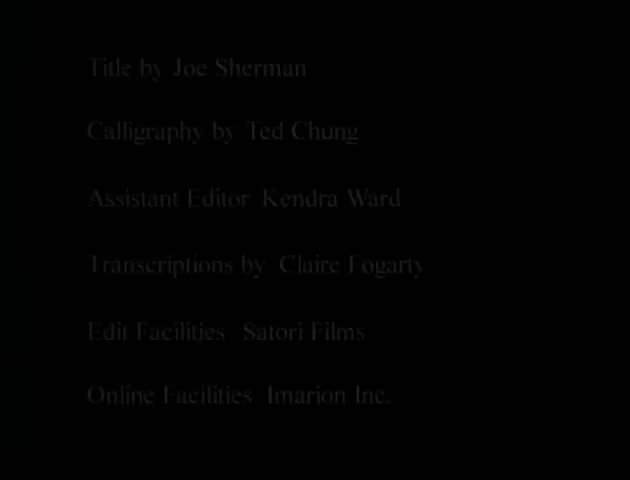 Title by Joe Sherman
Calligraphy by Ted Chung
Assistant Editor Kendra Ward
Transcriptions by Claire Fogarty
Edit Facilities Satori Films
Online Facilities Imarion Inc.